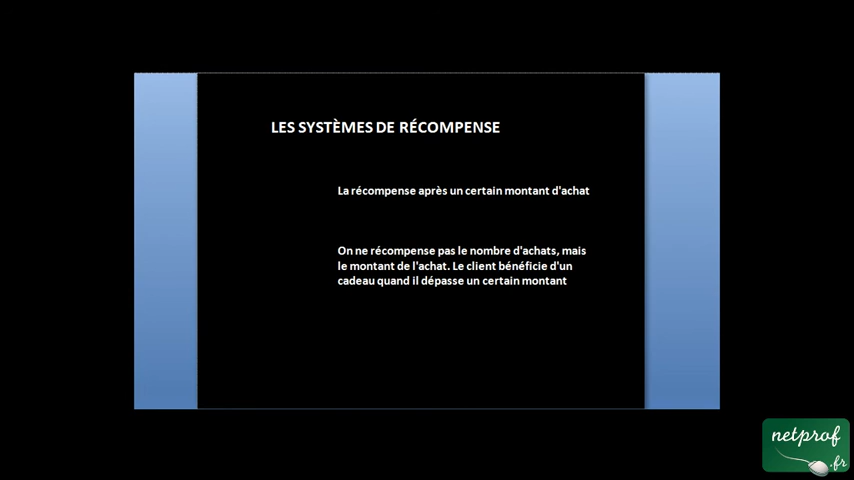 LES SYSTÈMES DE RÉCOMPENSE
La récompense après un certain montant d'achat
On ne récompense pas le nombre d'achats, mais
le montant de l'achat. Le client bénéficie d'un
cadeau quand il dépasse un certain montant
netprof
.fr